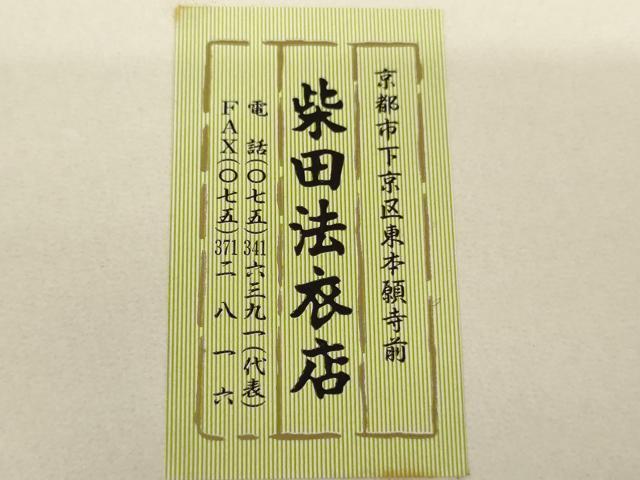 京都市下京区東本願寺前
柴田法衣店
電話(〇七五)341六三九一(代表)
FAX(〇七五)371二八一六